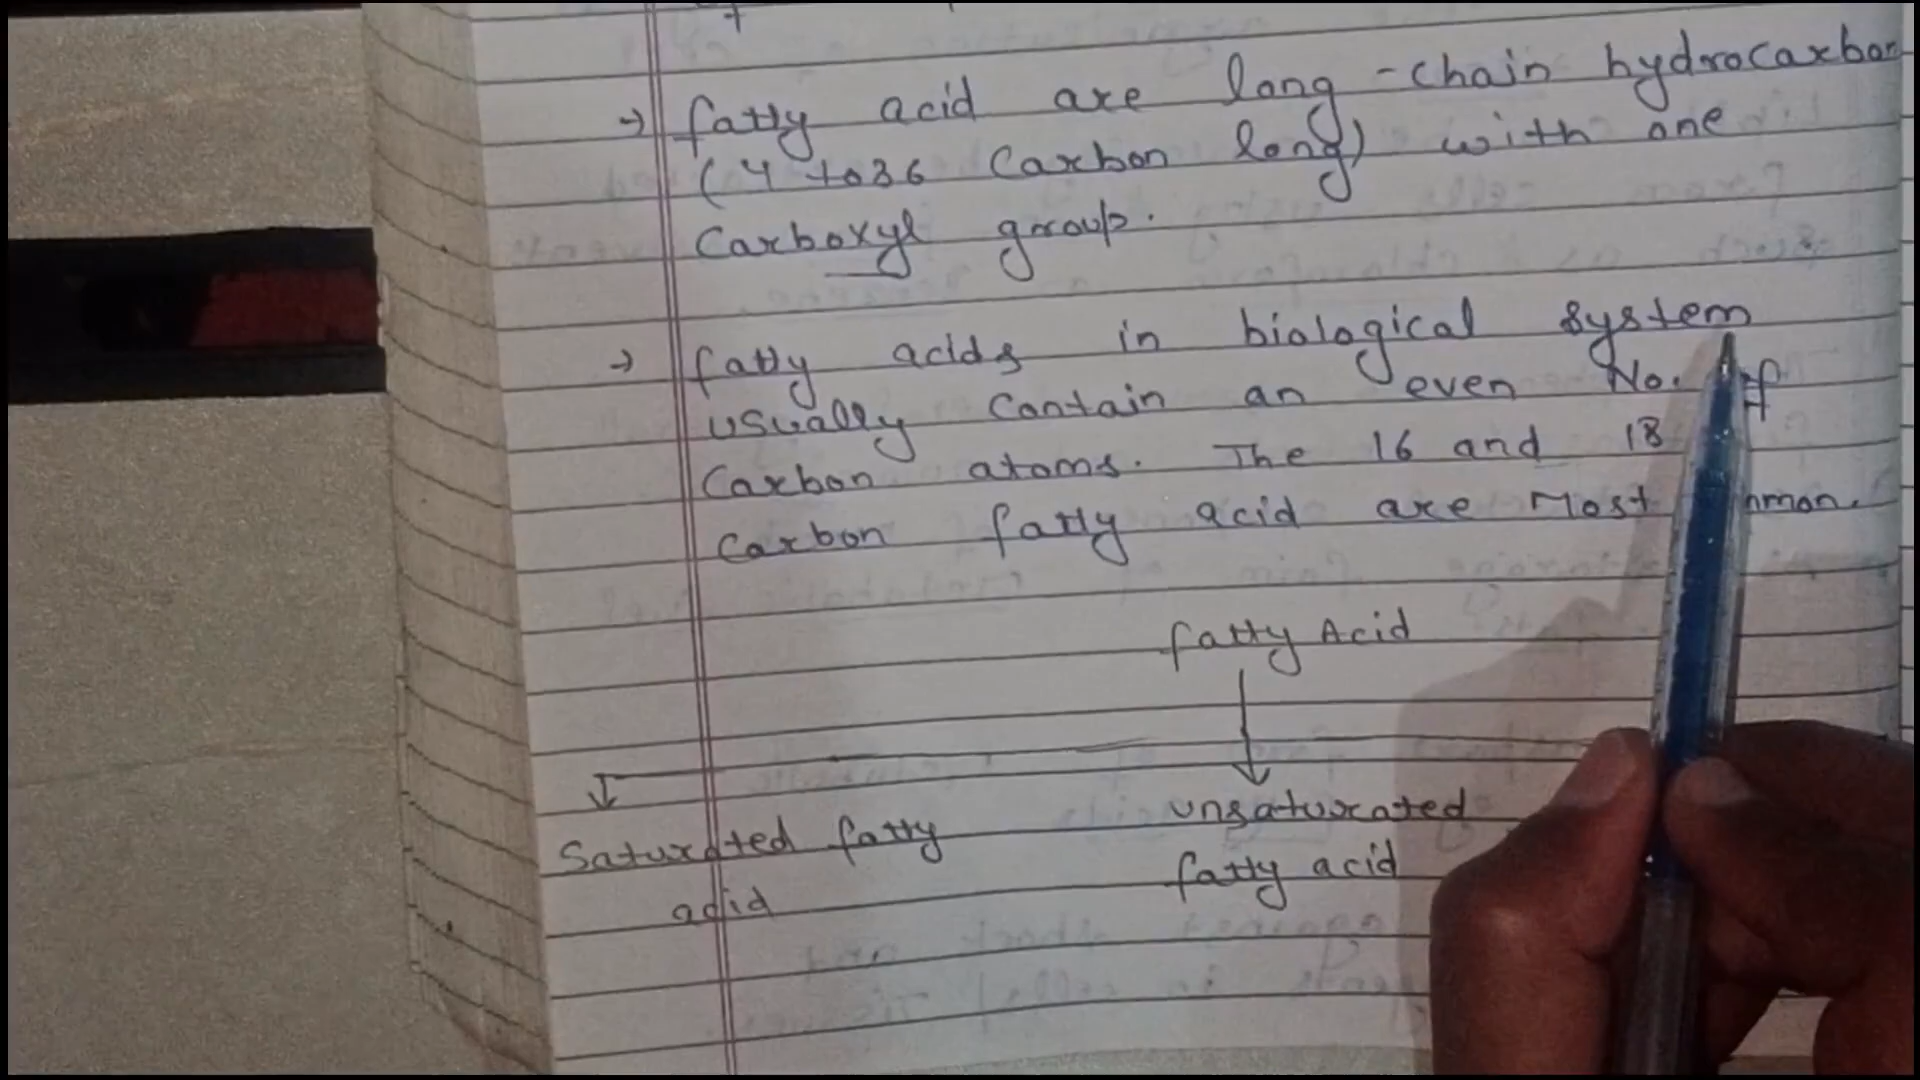 → fatty acid are long-chain hydrocarbon
(4 to 36 Carbon long) with one
Carboxyl group.
→ fatty acids in biological system
usually contain an even No. of
Carbon atoms. The 16 and 18
Carbon fatty acid are Most
fatty Acid
Saturated fatty
acid
unsaturated
fatty acid